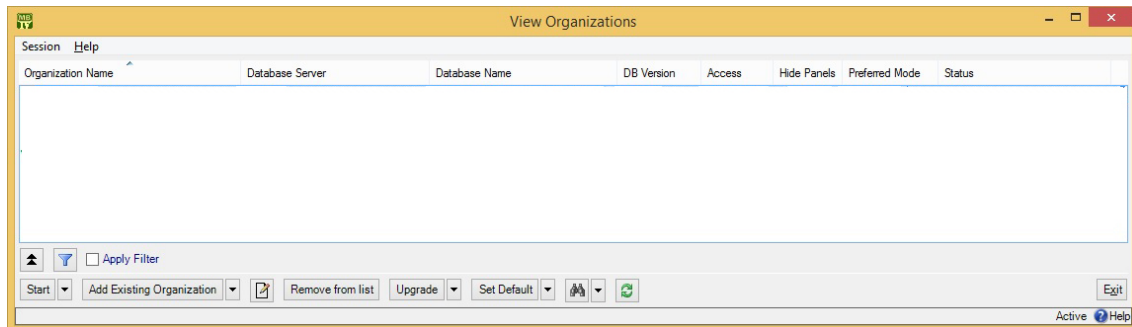 MB
TY
View Organizations
Session Help
Organization Name Database Server Database Name DB Version Access Hide Panels Preferred Mode Status
Apply Filter
Start Add Existing Organization Remove from list Upgrade Set Default Exit
Active Help